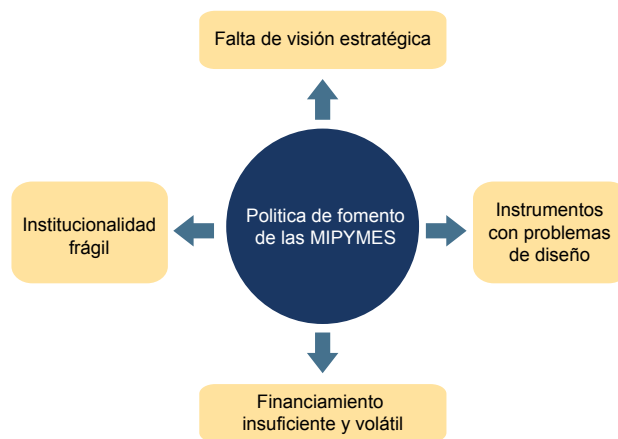 Falta de visión estratégica
Institucionalidad
frágil
Politica de fomento
de las MIPYMES
Instrumentos
con problemas
de diseño
Financiamiento
insuficiente y volátil